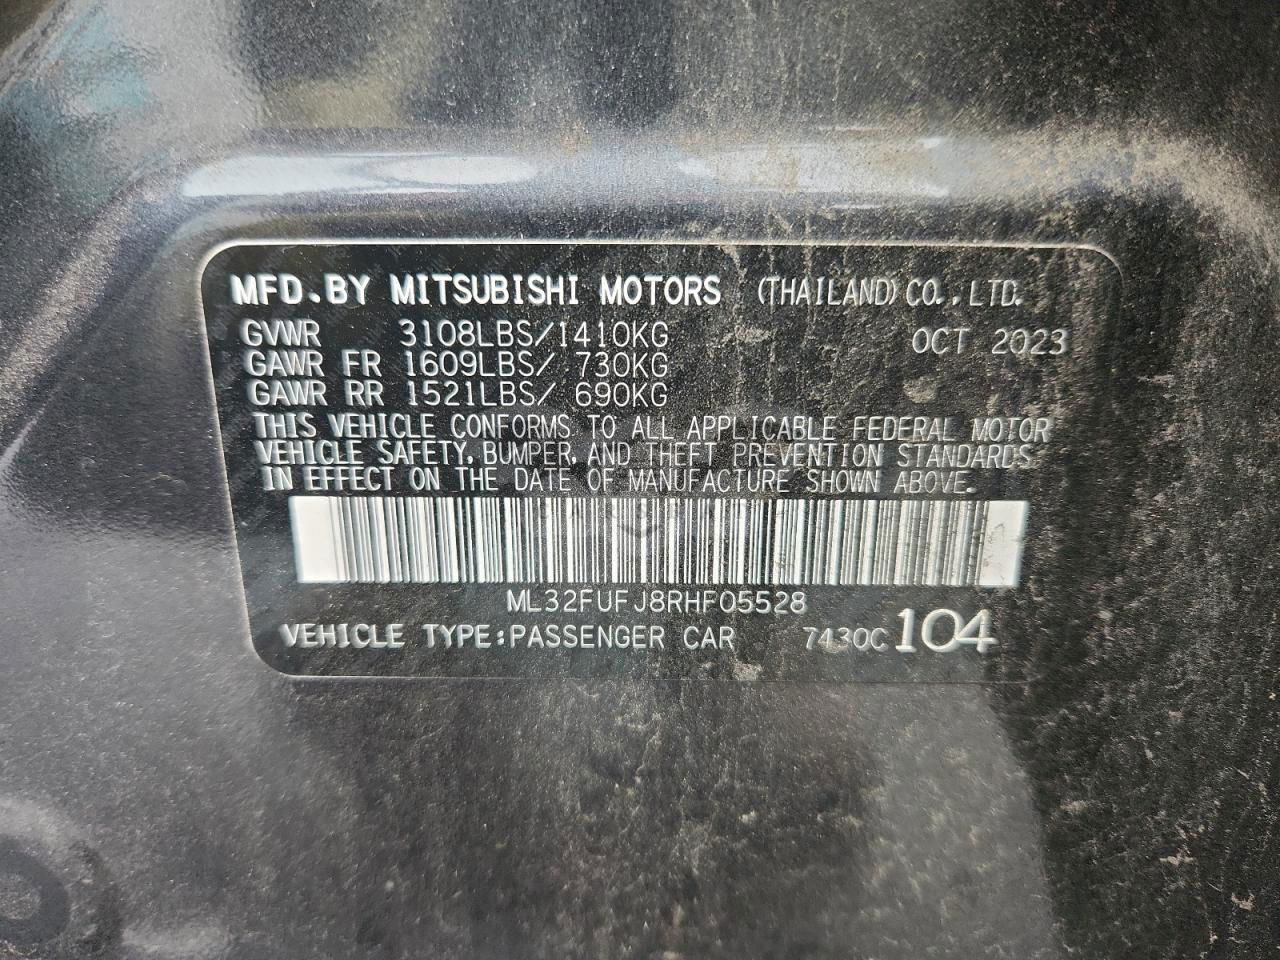 MFD.BY MITSUBISHI MOTORS (THAILAND)CO.,LTD.
GVWR 3108LBS/1410KG OCT 2023
GAWR FR 1609LBS/ 730KG
GAWR RR 1521LBS/ 690KG
THIS VEHICLE CONFORMS TO ALL APPLICABLE FEDERAL MOTOR
VEHICLE SAFETY, BUMPER, AND THEFT PREVENTION STANDARDS
IN EFFECT ON THE DATE OF MANUFACTURE SHOWN ABOVE.
ML32FUFJ8RHF05528
VEHICLE TYPE:PASSENGER CAR 7430C 104